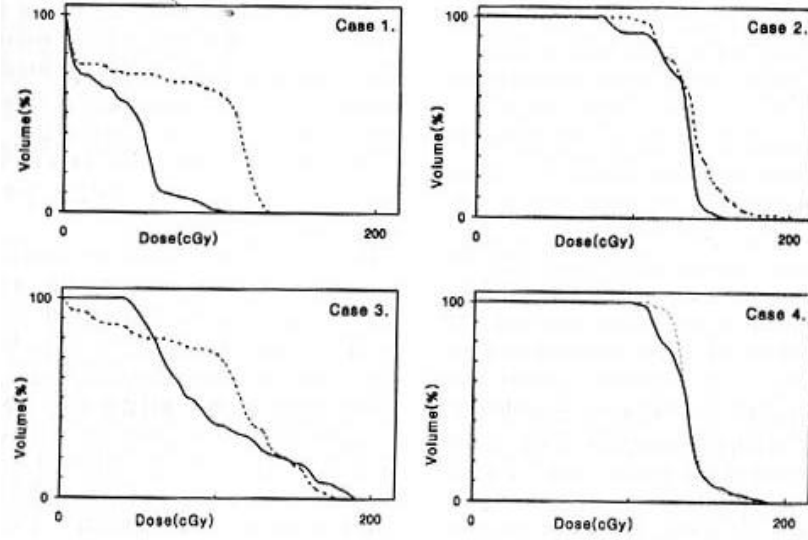 100
Case 1.
Volume(%)
0
0
Dose(cGy)
200
100
Case 2.
Volume(%)
0
0
Dose(cGy)
200
100
Case 3.
Volume(%)
0
0
Dose(cGy)
200
100
Case 4.
Volume(%)
0
0
Dose(cGy)
200